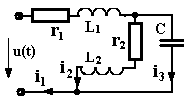 r₁ L₁
u(t) L₂ r₂ C
i₁ i₂ i₃